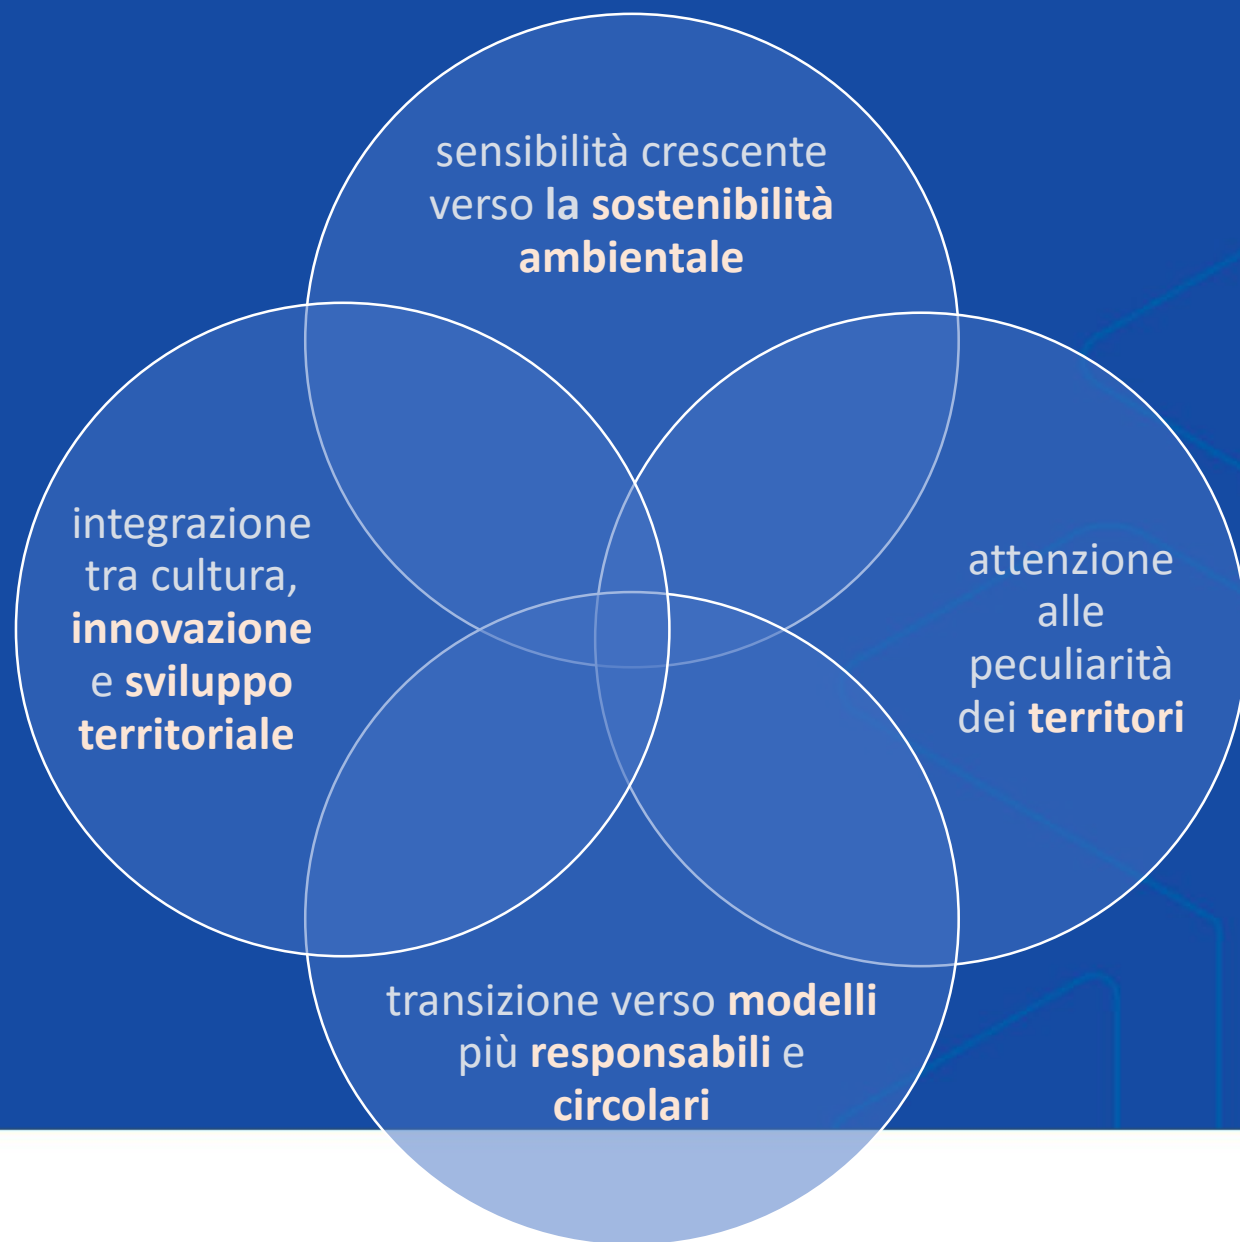 sensibilità crescente
verso la sostenibilità
ambientale
integrazione
tra cultura,
innovazione
e sviluppo
territoriale
attenzione
alle
peculiarità
dei territori
transizione verso modelli
più responsabili e
circolari